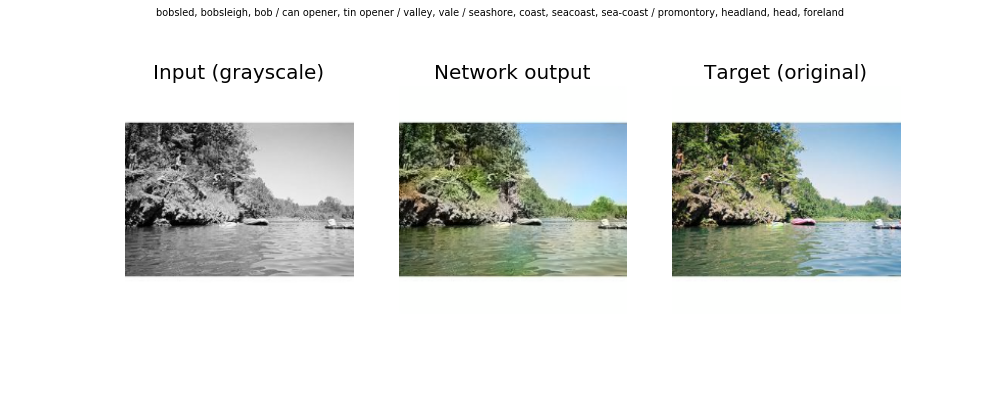 bobsled, bobsleigh, bob / can opener, tin opener / valley, vale / seashore, coast, seacoast, sea-coast / promontory, headland, head, foreland
Input (grayscale)
Network output
Target (original)